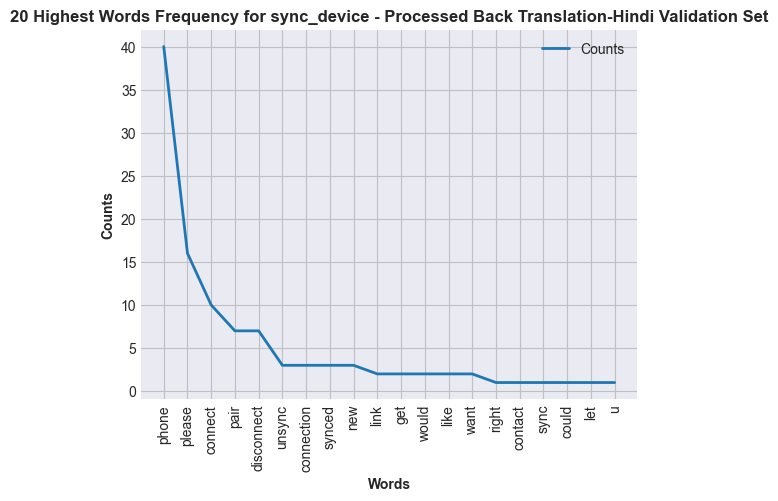 20 Highest Words Frequency for sync_device - Processed Back Translation-Hindi Validation Set
Counts
40
35
30
25
20
15
10
5
0
Counts
phone
please
connect
pair
disconnect
unsync
connection
synced
new
link
get
would
like
want
right
contact
sync
could
let
u
Words